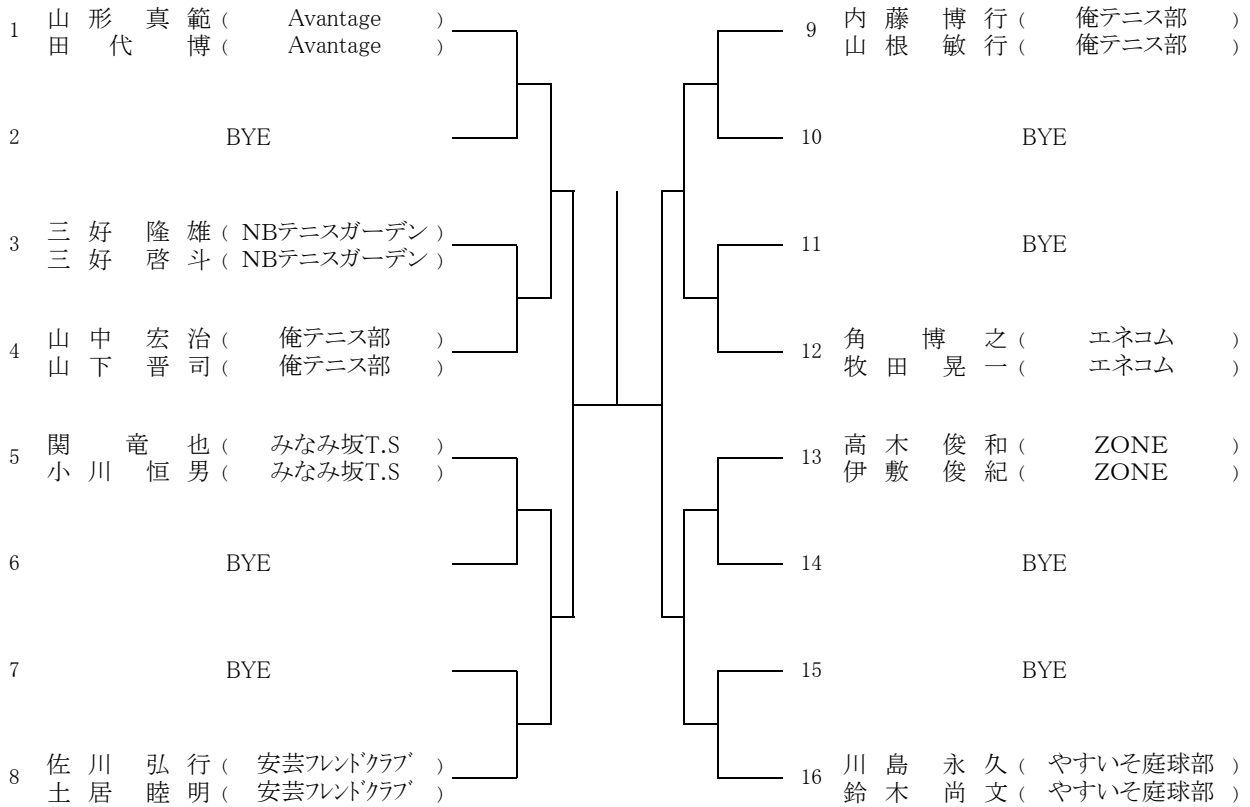 1 山形 真範 ( Avantage )
田代 博 ( Avantage )
2 BYE
3 三好 隆雄 ( NBテニスガーデン )
三好 啓斗 ( NBテニスガーデン )
4 山中 宏治 ( 俺テニス部 )
山下 晋司 ( 俺テニス部 )
5 関 竜也 ( みなみ坂T.S )
小川 恒男 ( みなみ坂T.S )
6 BYE
7 BYE
8 佐川 弘行 ( 安芸フレンドクラブ )
土居 睦明 ( 安芸フレンドクラブ )
9 内藤 博行 ( 俺テニス部 )
山根 敏行 ( 俺テニス部 )
10 BYE
11 BYE
12 角 博之 ( エネコム )
牧田 晃一 ( エネコム )
13 高木 俊和 ( ZONE )
伊敷 俊紀 ( ZONE )
14 BYE
15 BYE
16 川島 永久 ( やすいそ庭球部 )
鈴木 尚文 ( やすいそ庭球部 )